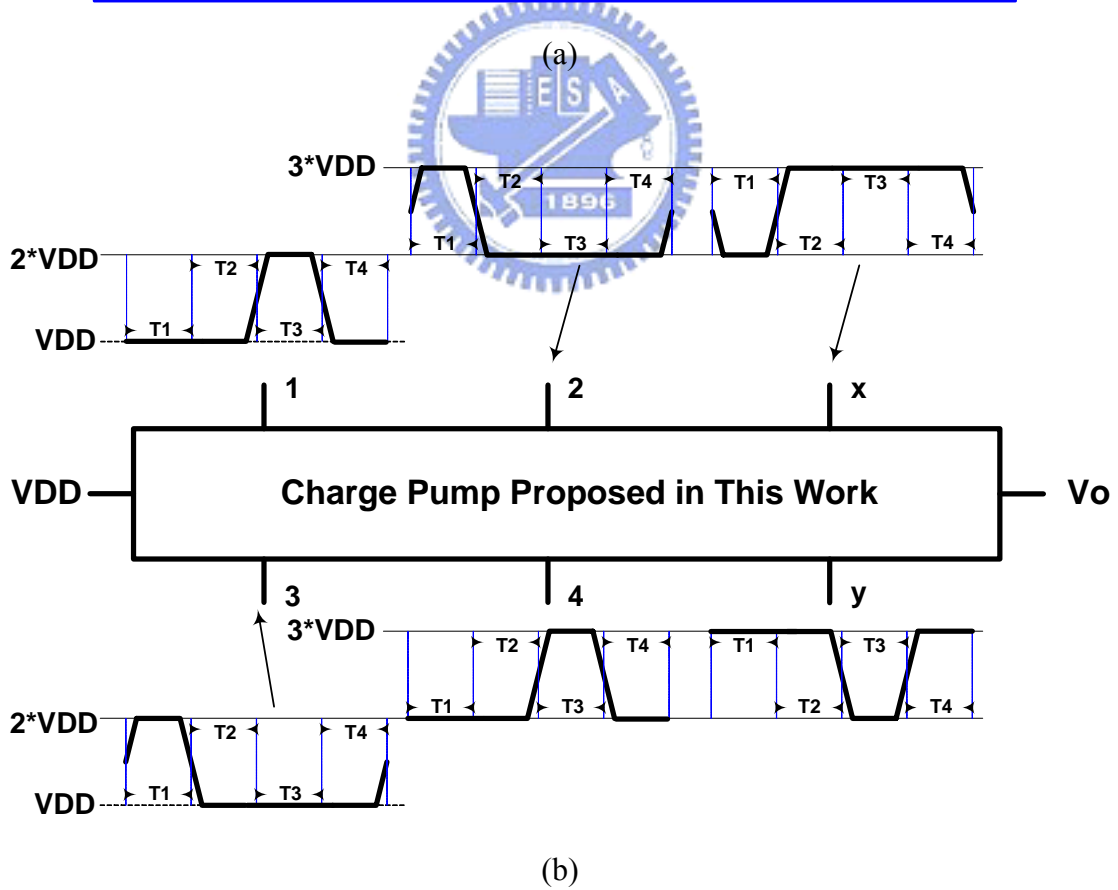 (a)
E S A
1896
3*VDD
T2 T4 T1 T3
T1 T3 T2 T4
2*VDD
T2 T4
T1 T3
VDD
1 2 x
VDD Charge Pump Proposed in This Work Vo
3 4 y
3*VDD
T2 T4 T1 T3
T1 T3 T2 T4
2*VDD
T2 T4
T1 T3
VDD
(b)